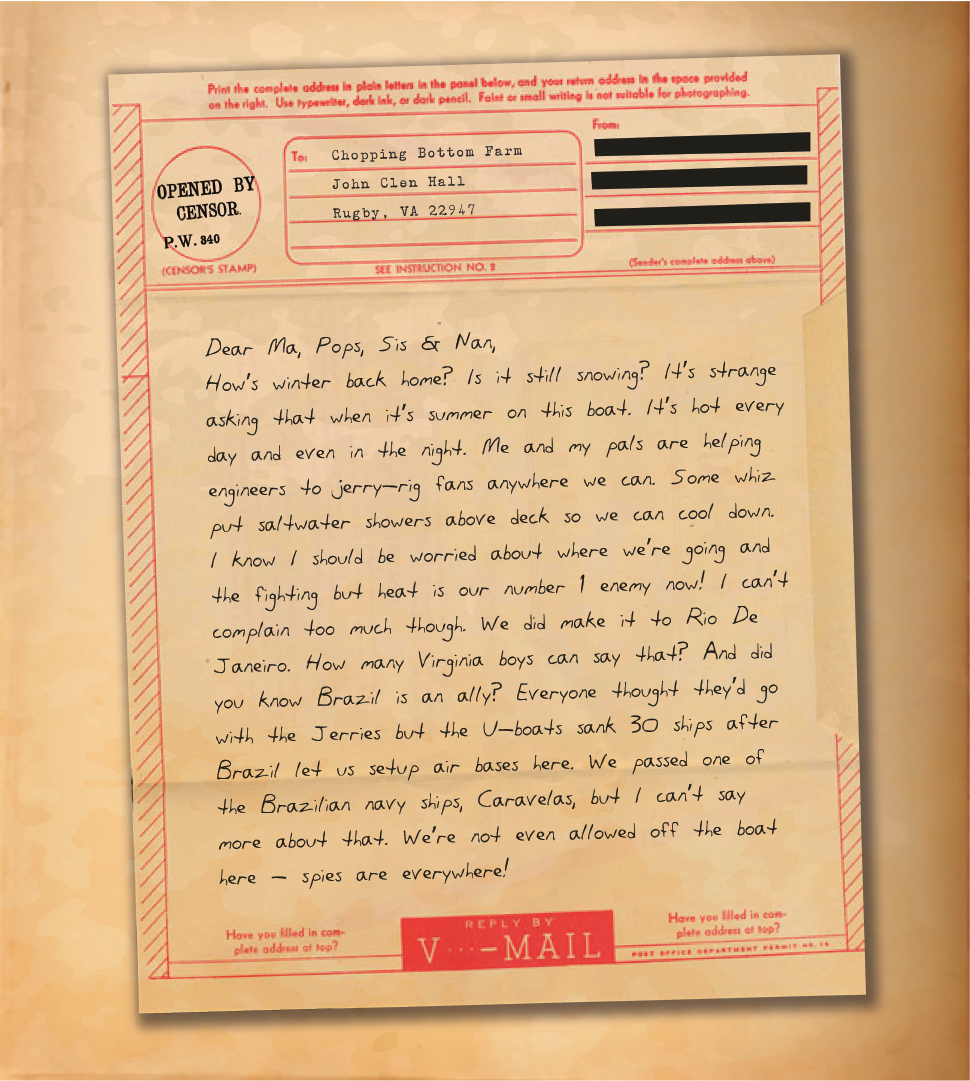 Print the complete address in plain letters in the panel below, and your return address in the space provided
on the right. Use typewriter, dark ink, or dark pencil. Faint or small writing is not suitable for photographing.
OPENED BY
CENSOR.
P.W. 840
(CENSOR'S STAMP)
To: Chopping Bottom Farm
John Clen Hall
Rugby, VA 22947
SEE INSTRUCTION NO. 2
From:
(Sender's complete address above)
Dear Ma, Pops, Sis & Nan,
How's winter back home? Is it still snowing? It's strange
asking that when it's summer on this boat. It's hot every
day and even in the night. Me and my pals are helping
engineers to jerry-rig fans anywhere we can. Some whiz
put saltwater showers above deck so we can cool down.
I know I should be worried about where we're going and
the fighting but heat is our number 1 enemy now! I can't
complain too much though. We did make it to Rio De
Janeiro. How many Virginia boys can say that? And did
you know Brazil is an ally? Everyone thought they'd go
with the Jerries but the U-boats sank 30 ships after
Brazil let us setup air bases here. We passed one of
the Brazilian navy ships, Caravelas, but I can't say
more about that. We're not even allowed off the boat
here – spies are everywhere!
Have you filled in com-
plete address at top?
REPLY BY
V···—MAIL
Have you filled in com-
plete address at top?
POST OFFICE DEPARTMENT PERMIT NO. 16